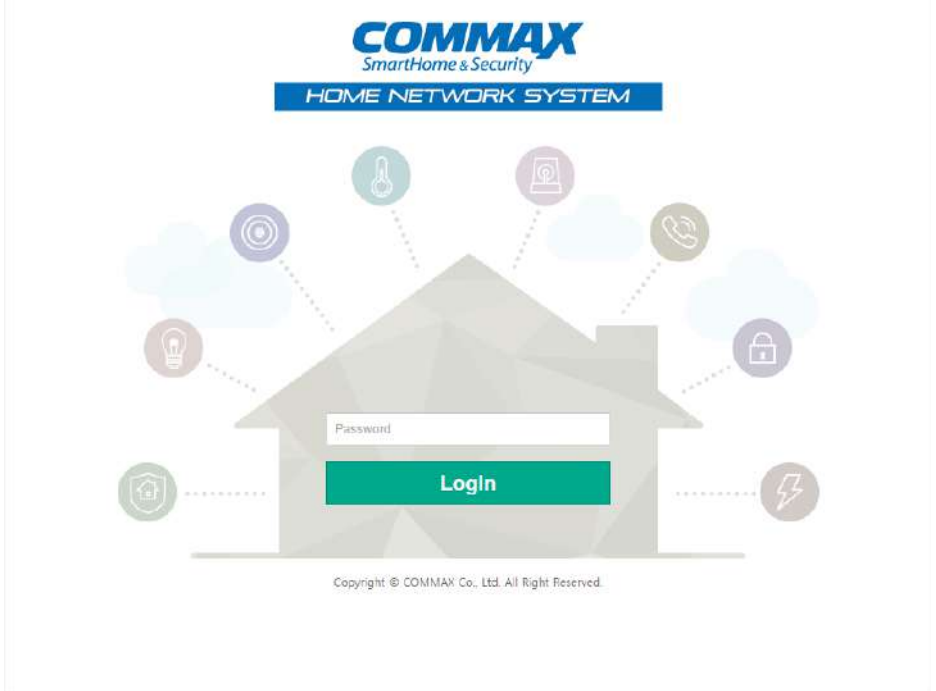 COMMAX
SmartHome & Security
HOME NETWORK SYSTEM
Password
LogIn
Copyright © COMMAX Co., Ltd. All Right Reserved.